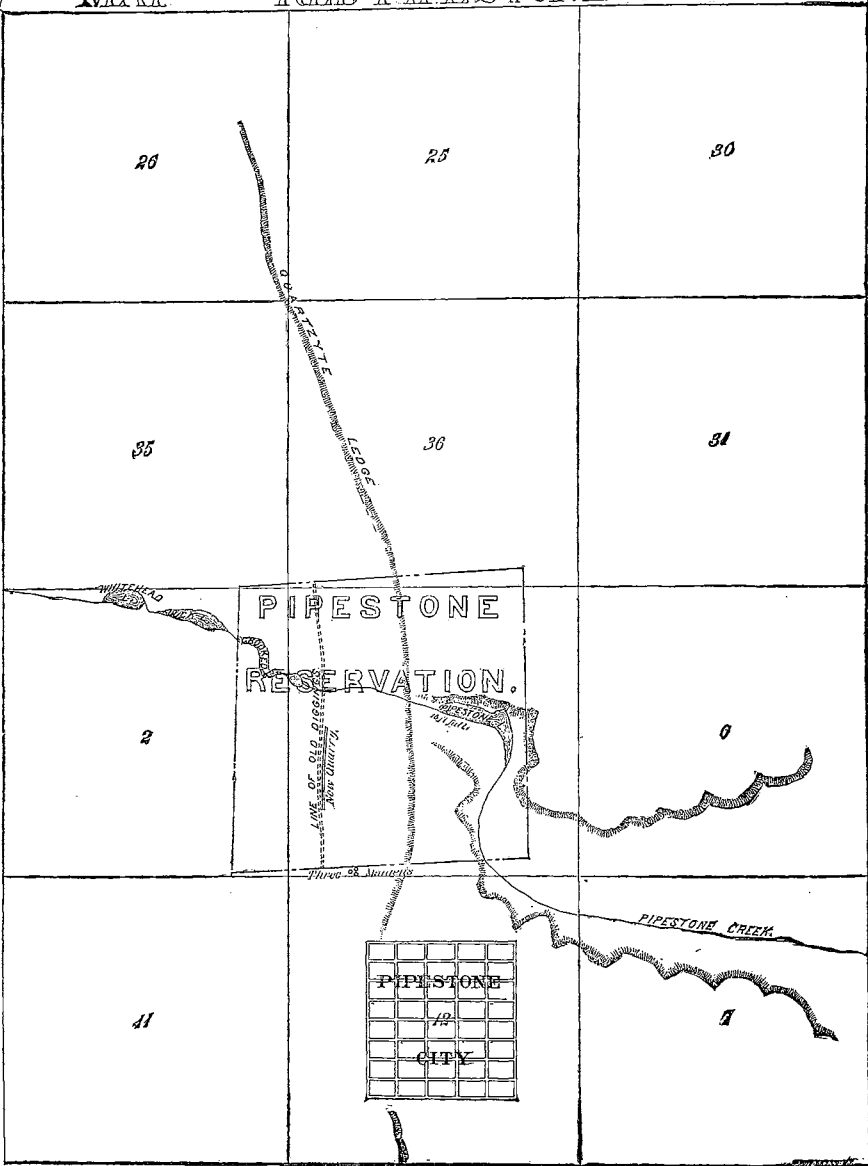 26
25
30
QUARTZYTE
LEDGE
35
36
31
WHITEHEAD
CROOKED
PIPESTONE
RESERVATION.
PIPESTONE
LINE OF OLD DIGGINGS
New Quarry.
2
6
Three
Maidens
PIPESTONE CREEK.
11
PIPESTONE
12
CITY
7